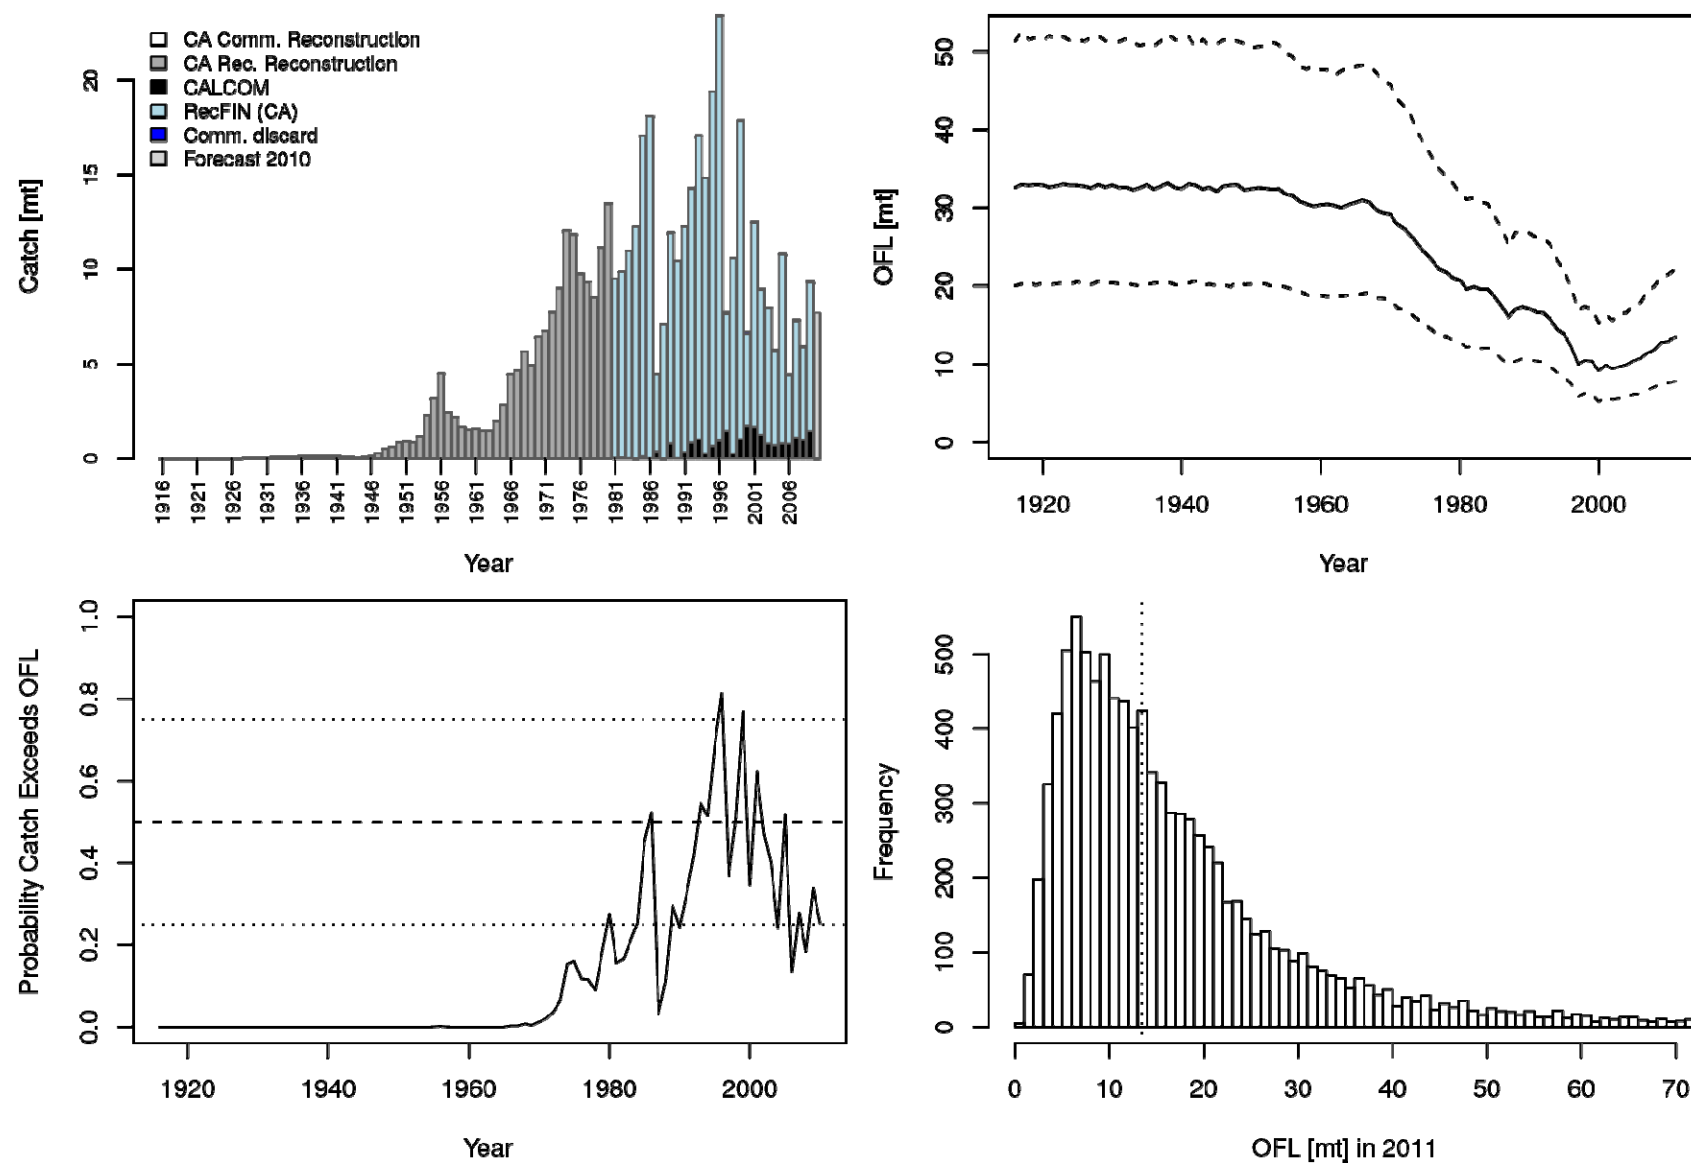 CA Comm. Reconstruction
CA Rec. Reconstruction
CALCOM
RecFIN (CA)
Comm. discard
Forecast 2010
Catch [mt]
0 5 10 15 20
1916 1921 1926 1931 1936 1941 1946 1951 1956 1961 1966 1971 1976 1981 1986 1991 1996 2001 2006
Year
OFL [mt]
0 10 20 30 40 50
1920 1940 1960 1980 2000
Year
Probability Catch Exceeds OFL
0.0 0.2 0.4 0.6 0.8 1.0
1920 1940 1960 1980 2000
Year
Frequency
0 100 200 300 400 500
0 10 20 30 40 50 60 70
OFL [mt] in 2011